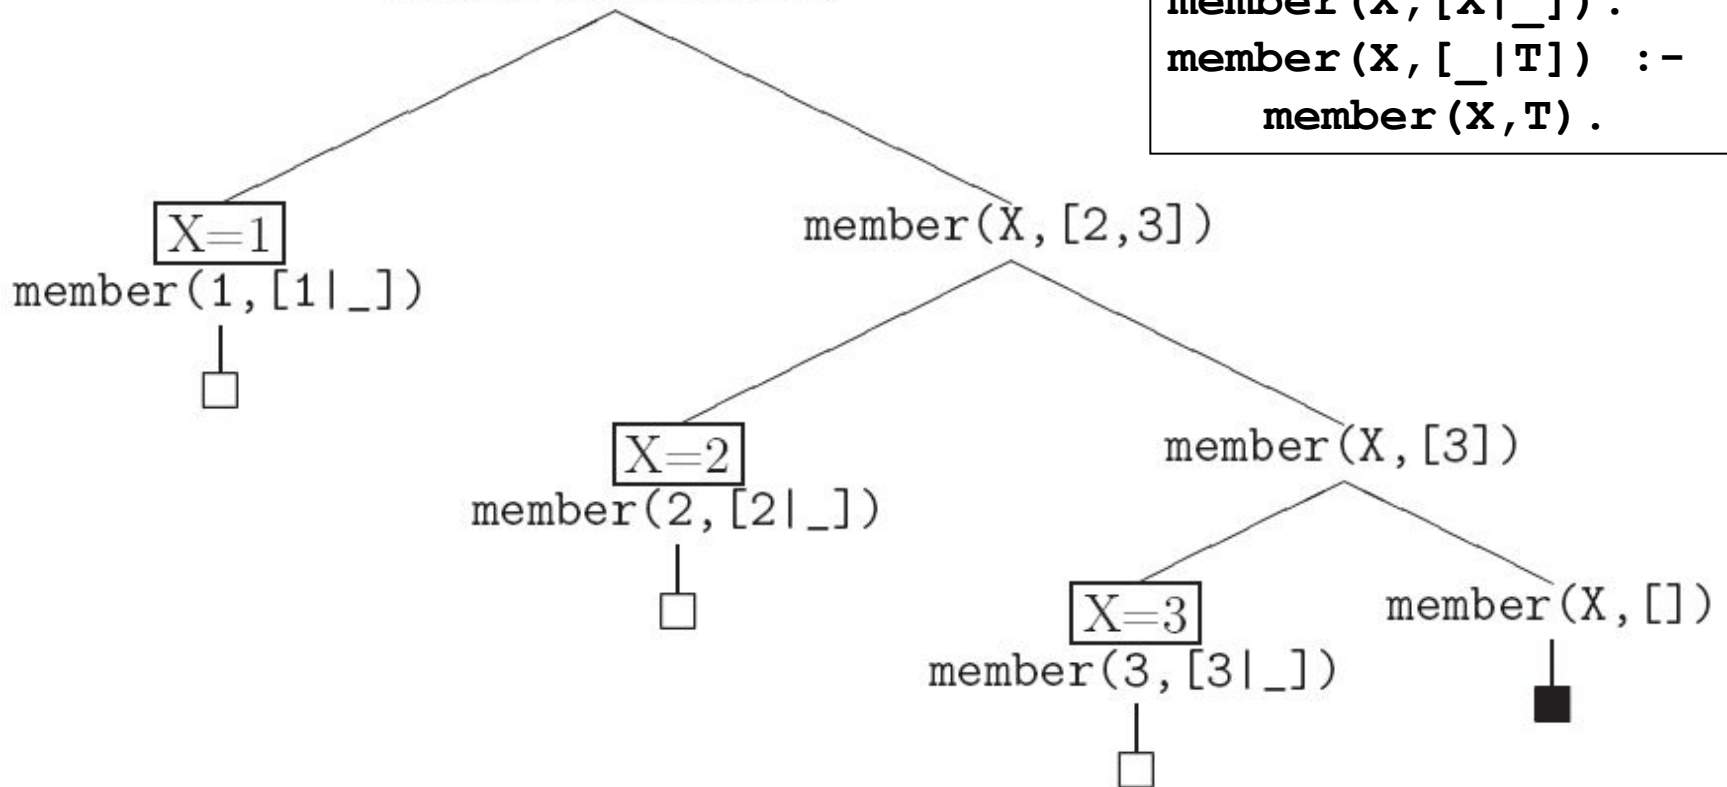 member(X,[X|_]).
member(X,[_|T]) :-
member(X,T).
X=1
member(1,[1|_])
member(X,[2,3])
X=2
member(2,[2|_])
member(X,[3])
X=3
member(3,[3|_])
member(X,[])